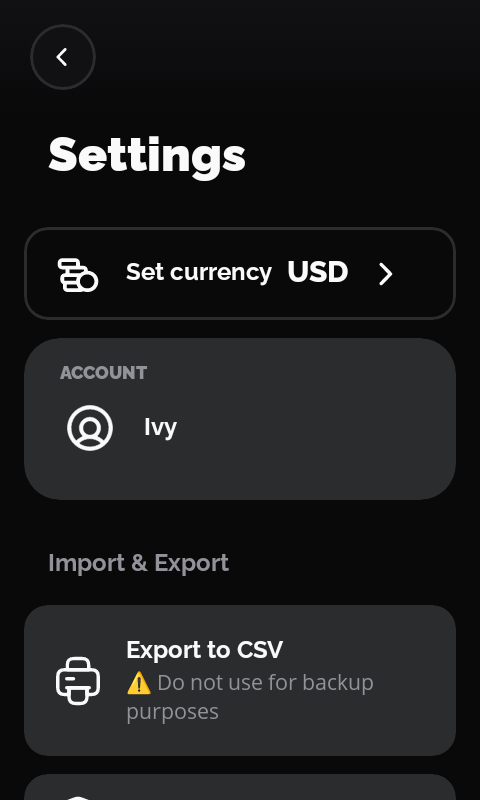 Settings
Set currency USD
ACCOUNT
Ivy
Import & Export
Export to CSV
⚠️ Do not use for backup
purposes